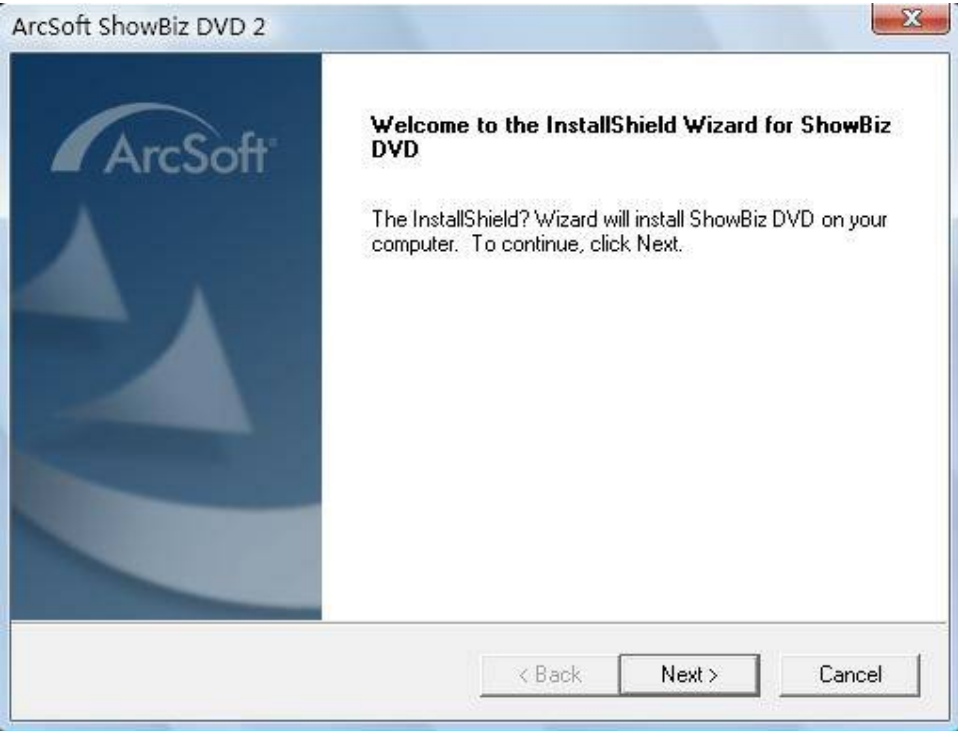 ArcSoft ShowBiz DVD 2
x
ArcSoft
Welcome to the InstallShield Wizard for ShowBiz
DVD
The InstallShield? Wizard will install ShowBiz DVD on your
computer. To continue, click Next.
< Back
Next >
Cancel